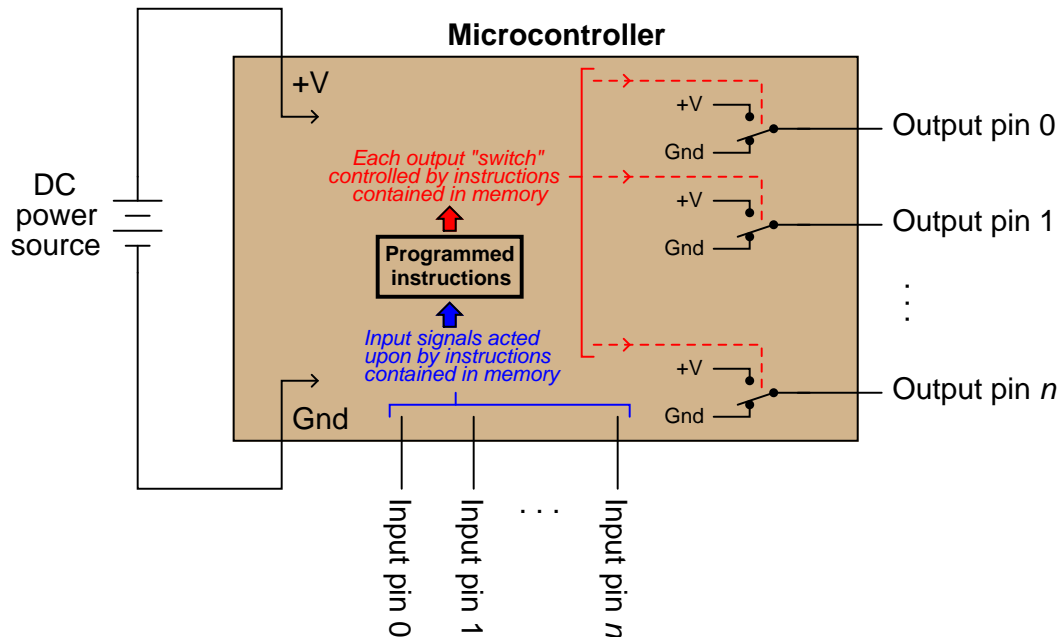 Microcontroller
+V
+V
Gnd
Output pin 0
Each output "switch"
controlled by instructions
contained in memory
+V
Gnd
Output pin 1
DC
power
source
Programmed
instructions
. . .
Input signals acted
upon by instructions
contained in memory
+V
Gnd
Output pin n
Gnd
Input pin 0
Input pin 1
. . .
Input pin n